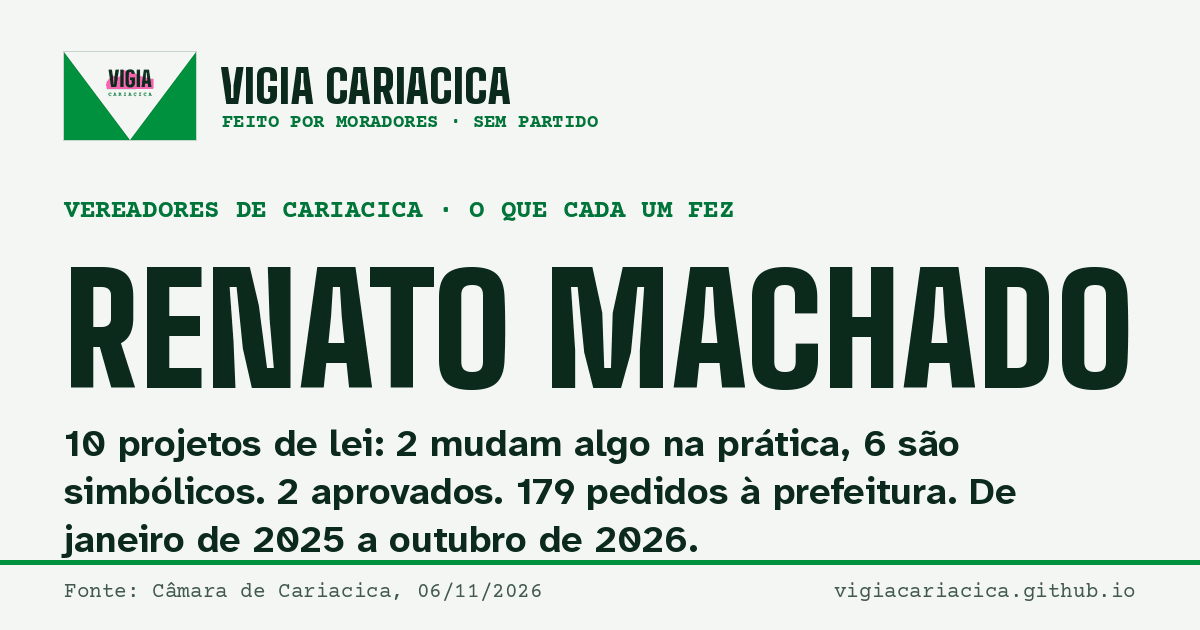 VIGIA
CARIACICA
VIGIA CARIACICA
FEITO POR MORADORES · SEM PARTIDO
VEREADORES DE CARIACICA · O QUE CADA UM FEZ
RENATO MACHADO
10 projetos de lei: 2 mudam algo na prática, 6 são
simbólicos. 2 aprovados. 179 pedidos à prefeitura. De
janeiro de 2025 a outubro de 2026.
Fonte: Câmara de Cariacica, 06/11/2026
vigiacariacica.github.io